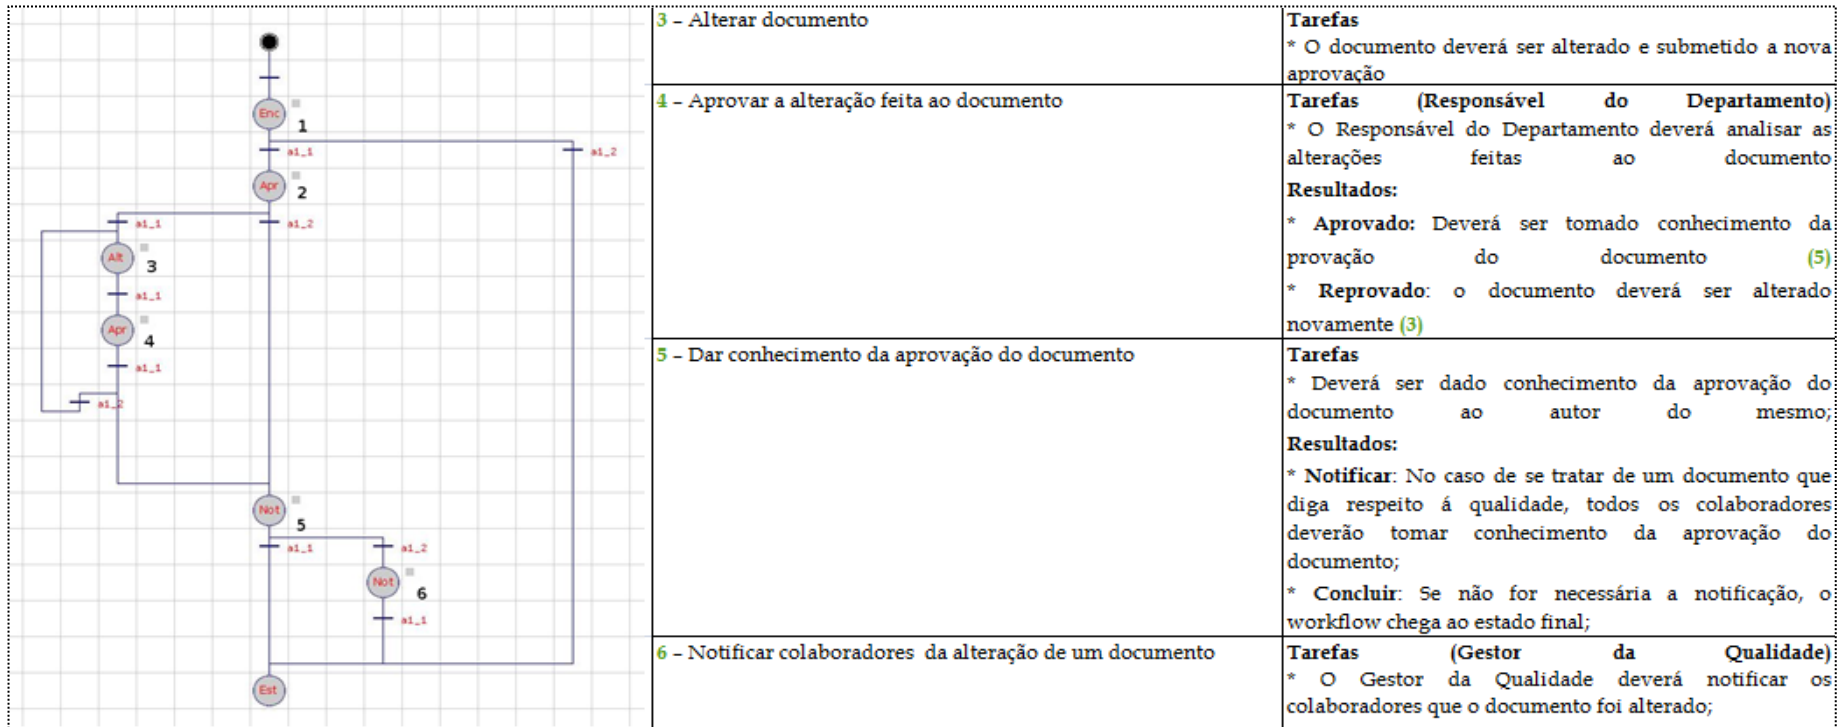 Enc
1
a1_1
a1_2
Apr
2
a1_1
a1_2
Alt
3
a1_1
Apr
4
a1_1
a1_2
Not
5
a1_1
a1_2
Not
6
a1_1
Est
3 – Alterar documento
Tarefas
* O documento deverá ser alterado e submetido a nova
aprovação
4 – Aprovar a alteração feita ao documento
Tarefas (Responsável do Departamento)
* O Responsável do Departamento deverá analisar as
alterações feitas ao documento
Resultados:
* Aprovado: Deverá ser tomado conhecimento da
provação do documento (5)
* Reprovado: o documento deverá ser alterado
novamente (3)
5 – Dar conhecimento da aprovação do documento
Tarefas
* Deverá ser dado conhecimento da aprovação do
documento ao autor do mesmo;
Resultados:
* Notificar: No caso de se tratar de um documento que
diga respeito á qualidade, todos os colaboradores
deverão tomar conhecimento da aprovação do
documento;
* Concluir: Se não for necessária a notificação, o
workflow chega ao estado final;
6 – Notificar colaboradores da alteração de um documento
Tarefas (Gestor da Qualidade)
* O Gestor da Qualidade deverá notificar os
colaboradores que o documento foi alterado;